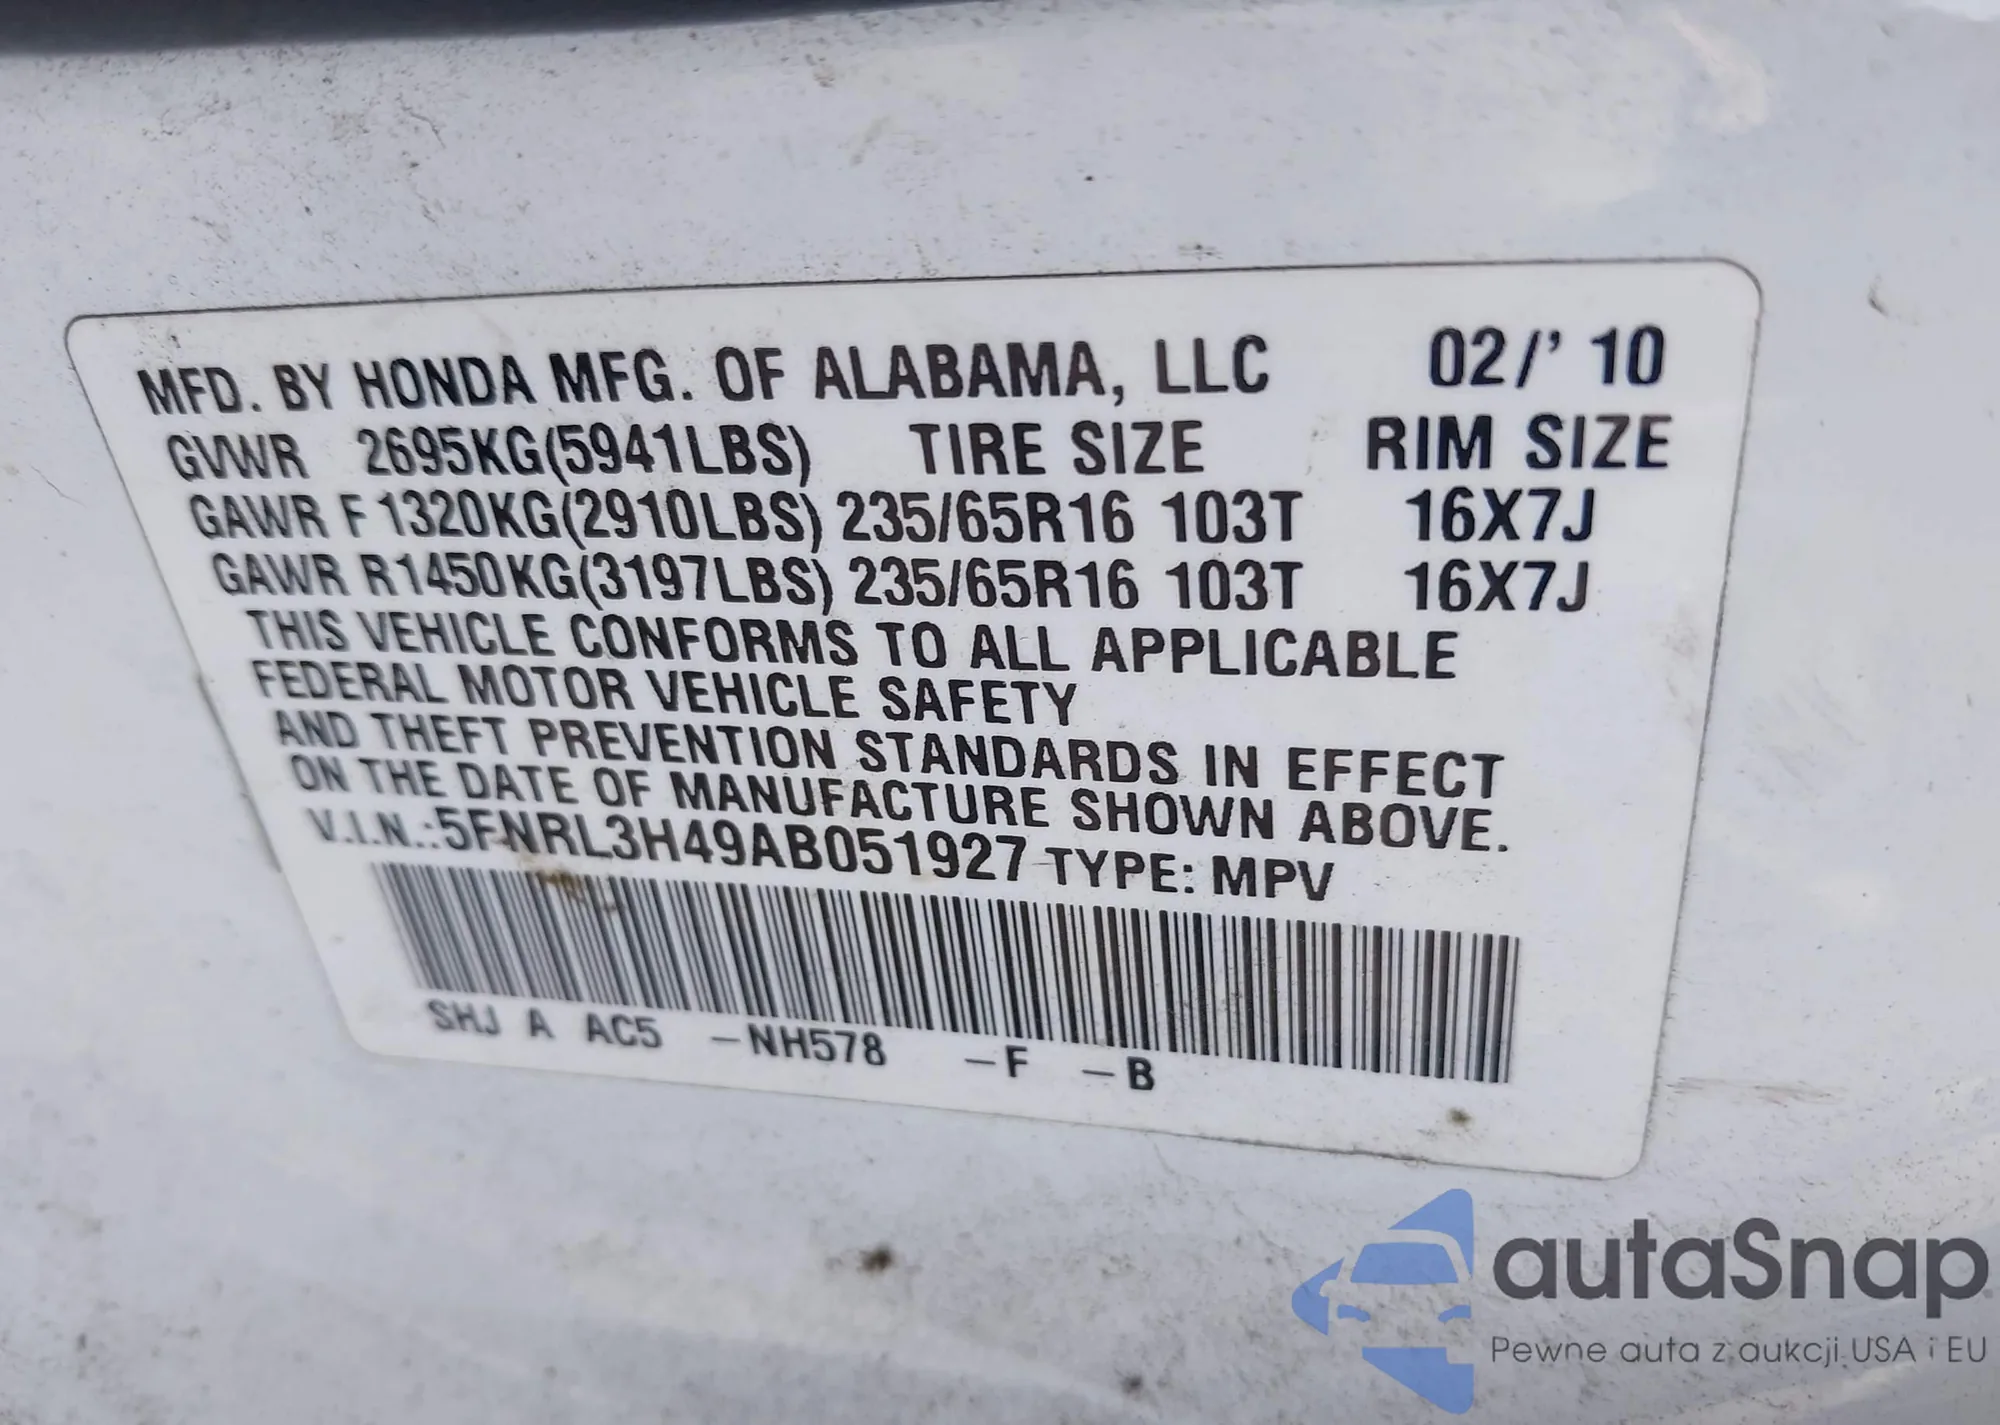 MFD. BY HONDA MFG. OF ALABAMA, LLC 02/' 10
GVWR 2695KG(5941LBS) TIRE SIZE RIM SIZE
GAWR F 1320KG(2910LBS) 235/65R16 103T 16X7J
GAWR R1450KG(3197LBS) 235/65R16 103T 16X7J
THIS VEHICLE CONFORMS TO ALL APPLICABLE
FEDERAL MOTOR VEHICLE SAFETY
AND THEFT PREVENTION STANDARDS IN EFFECT
ON THE DATE OF MANUFACTURE SHOWN ABOVE.
V.I.N.:5FNRL3H49AB051927 TYPE: MPV
SHJ A AC5 -NH578 -F -B
autaSnap
Pewne auta z aukcji USA i EU